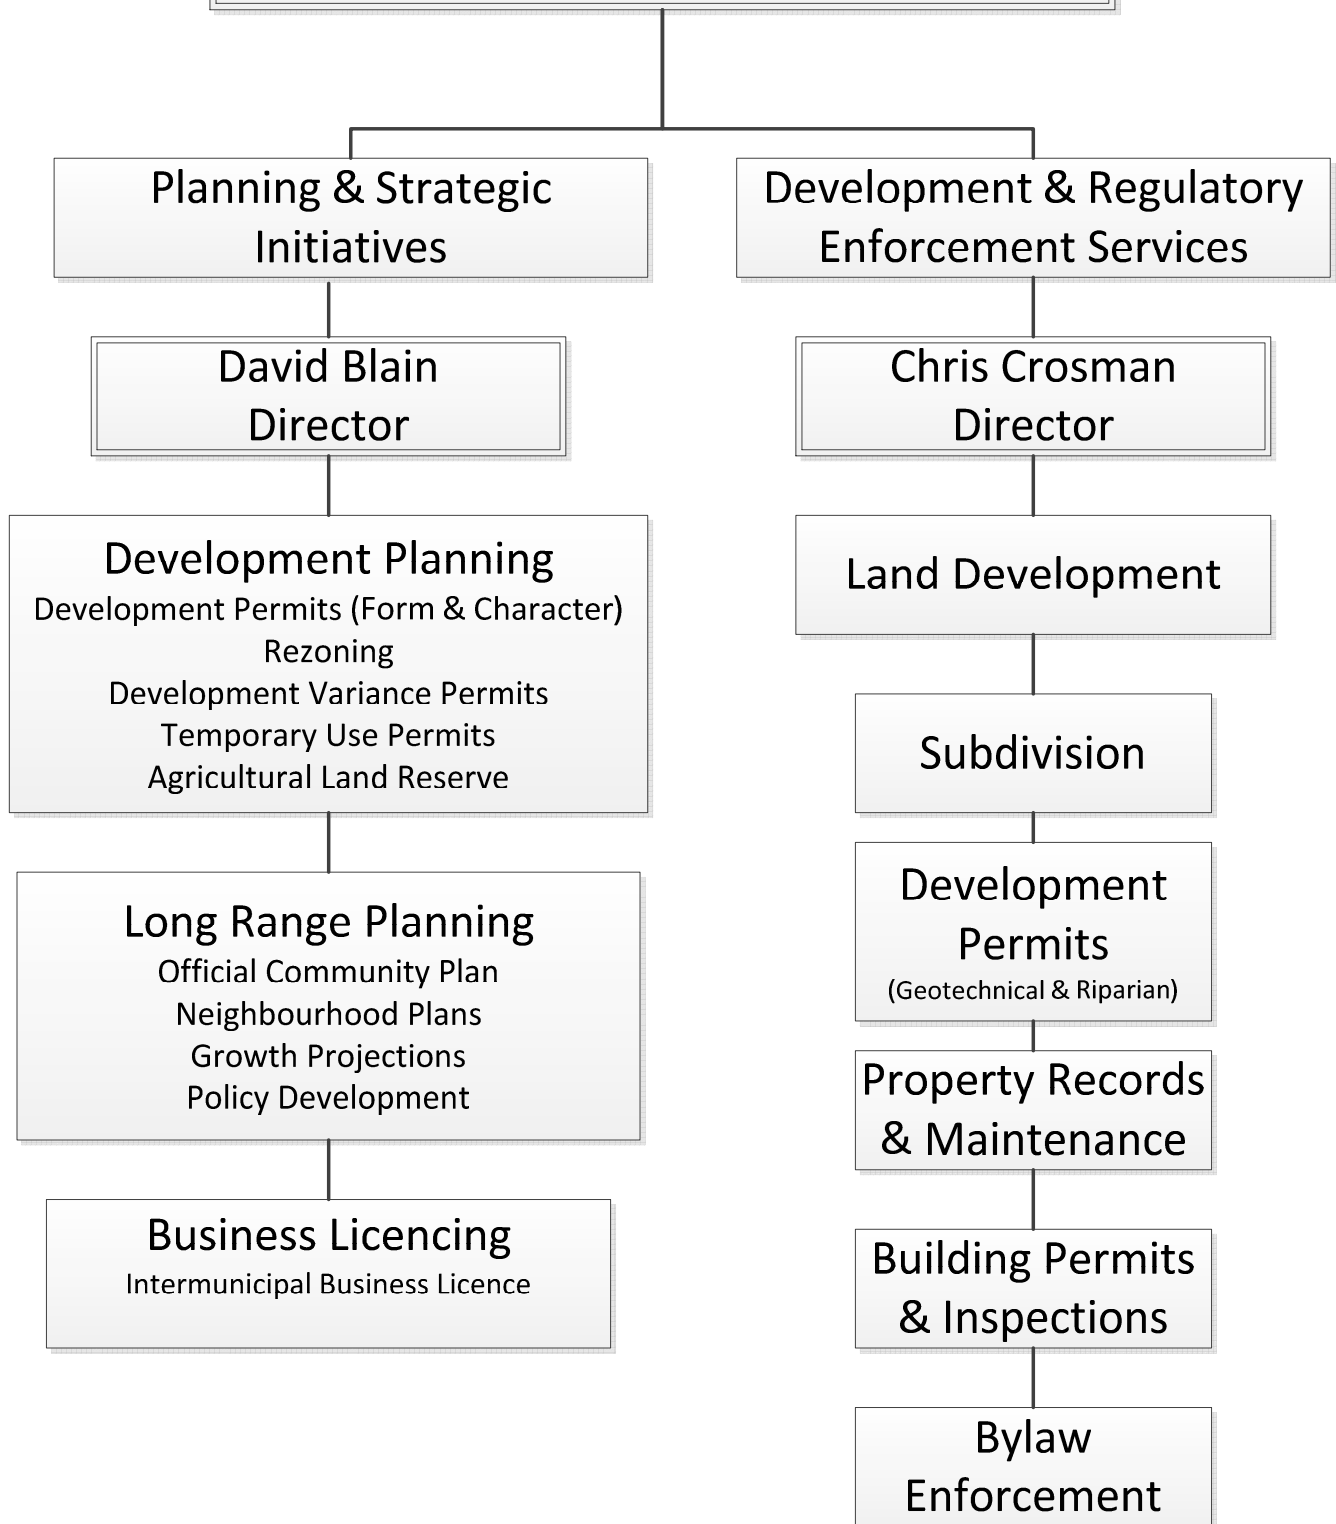 Planning & Strategic
Initiatives
David Blain
Director
Development Planning
Development Permits (Form & Character)
Rezoning
Development Variance Permits
Temporary Use Permits
Agricultural Land Reserve
Long Range Planning
Official Community Plan
Neighbourhood Plans
Growth Projections
Policy Development
Business Licencing
Intermunicipal Business Licence
Development & Regulatory
Enforcement Services
Chris Crosman
Director
Land Development
Subdivision
Development
Permits
(Geotechnical & Riparian)
Property Records
& Maintenance
Building Permits
& Inspections
Bylaw
Enforcement